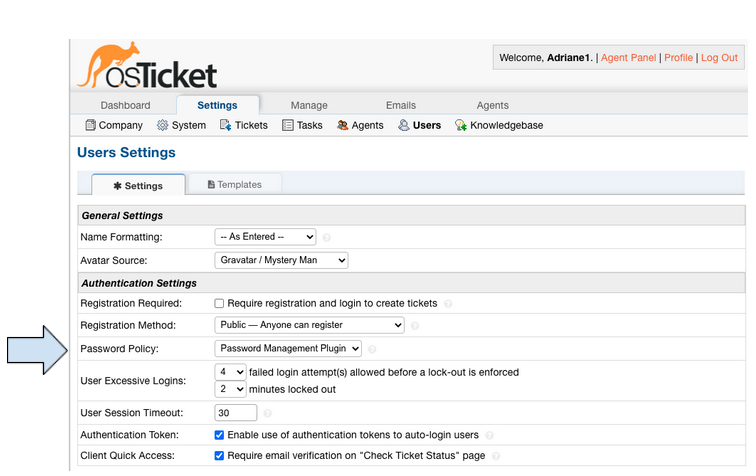 Welcome, Adriane1. | Agent Panel | Profile | Log Out
osTicket
Dashboard Settings Manage Emails Agents
Company System Tickets Tasks Agents Users Knowledgebase
Users Settings
Settings Templates
General Settings
Name Formatting: -- As Entered --
Avatar Source: Gravatar / Mystery Man
Authentication Settings
Registration Required: Require registration and login to create tickets
Registration Method: Public — Anyone can register
Password Policy: Password Management Plugin
User Excessive Logins: 4 failed login attempt(s) allowed before a lock-out is enforced
2 minutes locked out
User Session Timeout: 30
Authentication Token: Enable use of authentication tokens to auto-login users
Client Quick Access: Require email verification on "Check Ticket Status" page